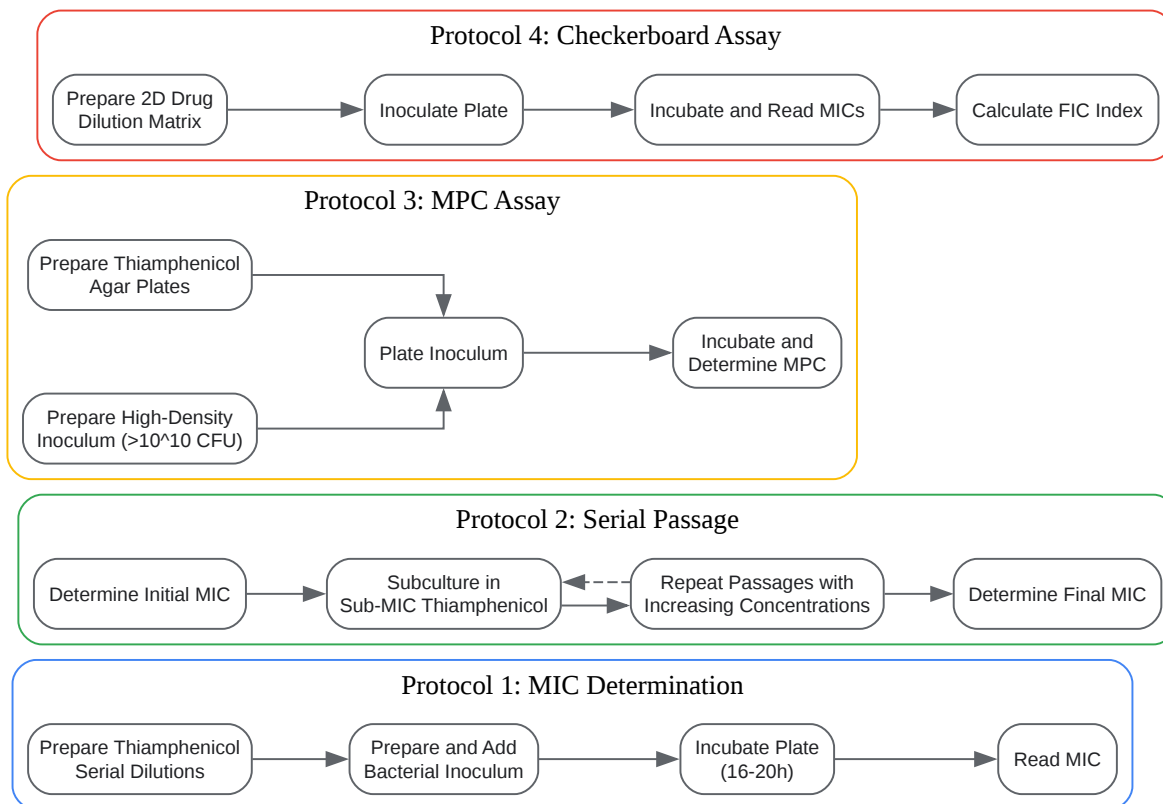 Protocol 4: Checkerboard Assay
Prepare 2D Drug
Dilution Matrix
Inoculate Plate
Incubate and Read MICs
Calculate FIC Index
Protocol 3: MPC Assay
Prepare Thiamphenicol
Agar Plates
Prepare High-Density
Inoculum (>10^10 CFU)
Plate Inoculum
Incubate and
Determine MPC
Protocol 2: Serial Passage
Determine Initial MIC
Subculture in
Sub-MIC Thiamphenicol
Repeat Passages with
Increasing Concentrations
Determine Final MIC
Protocol 1: MIC Determination
Prepare Thiamphenicol
Serial Dilutions
Prepare and Add
Bacterial Inoculum
Incubate Plate
(16-20h)
Read MIC